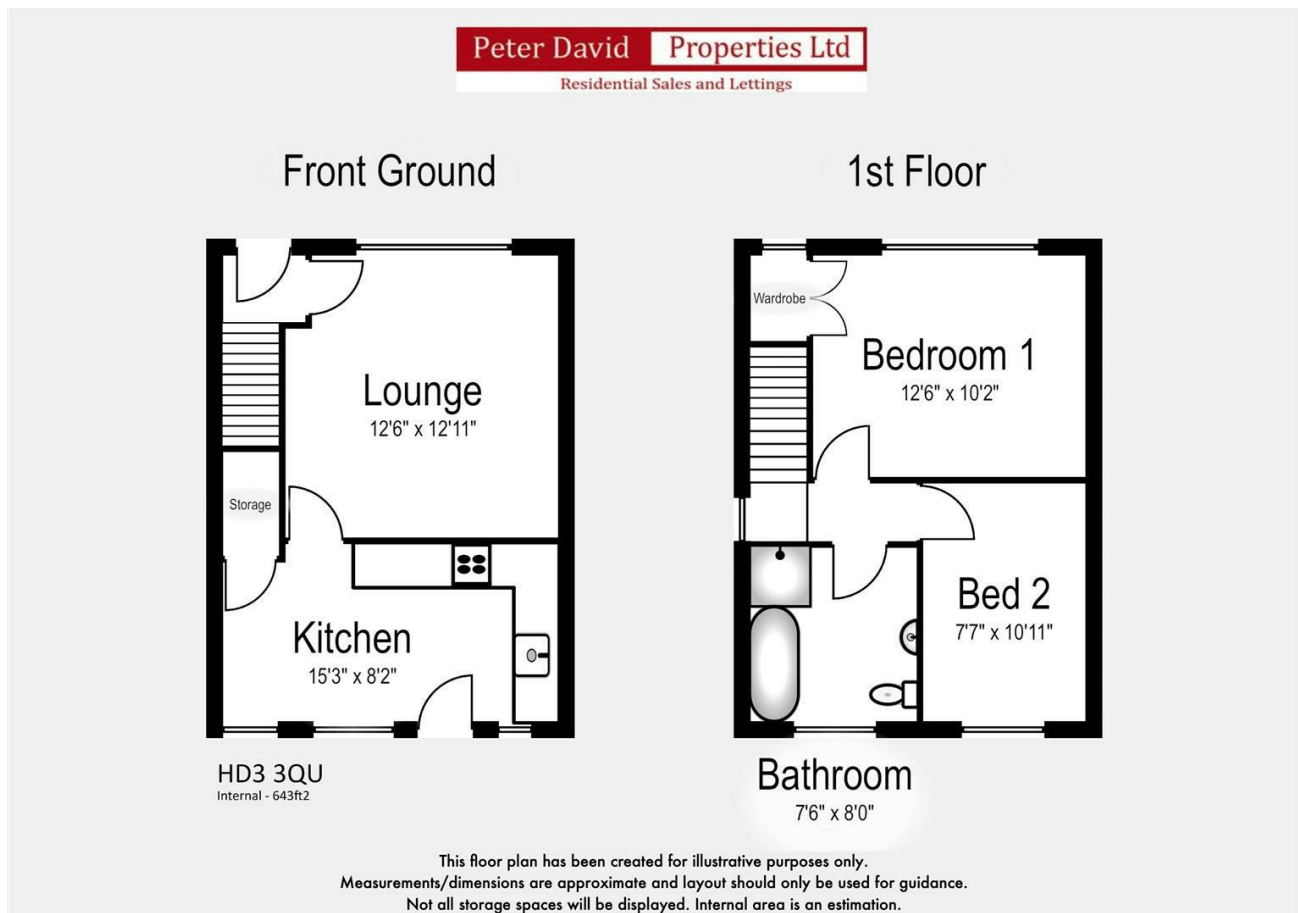 Peter David Properties Ltd
Residential Sales and Lettings
Front Ground
1st Floor
Lounge
12'6" x 12'11"
Storage
Kitchen
15'3" x 8'2"
Wardrobe
Bedroom 1
12'6" x 10'2"
Bed 2
7'7" x 10'11"
Bathroom
7'6" x 8'0"
HD3 3QU
Internal - 643ft2
This floor plan has been created for illustrative purposes only.
Measurements/dimensions are approximate and layout should only be used for guidance.
Not all storage spaces will be displayed. Internal area is an estimation.